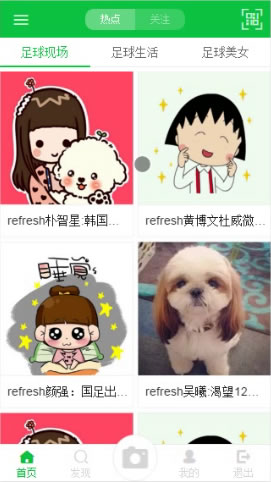 热点 关注
足球现场 足球生活 足球美女
refresh朴智星:韩国... refresh黄博文杜威微...
睡觉
refresh颜强：国足出... refresh吴曦:渴望12...
首页 发现 我的 退出